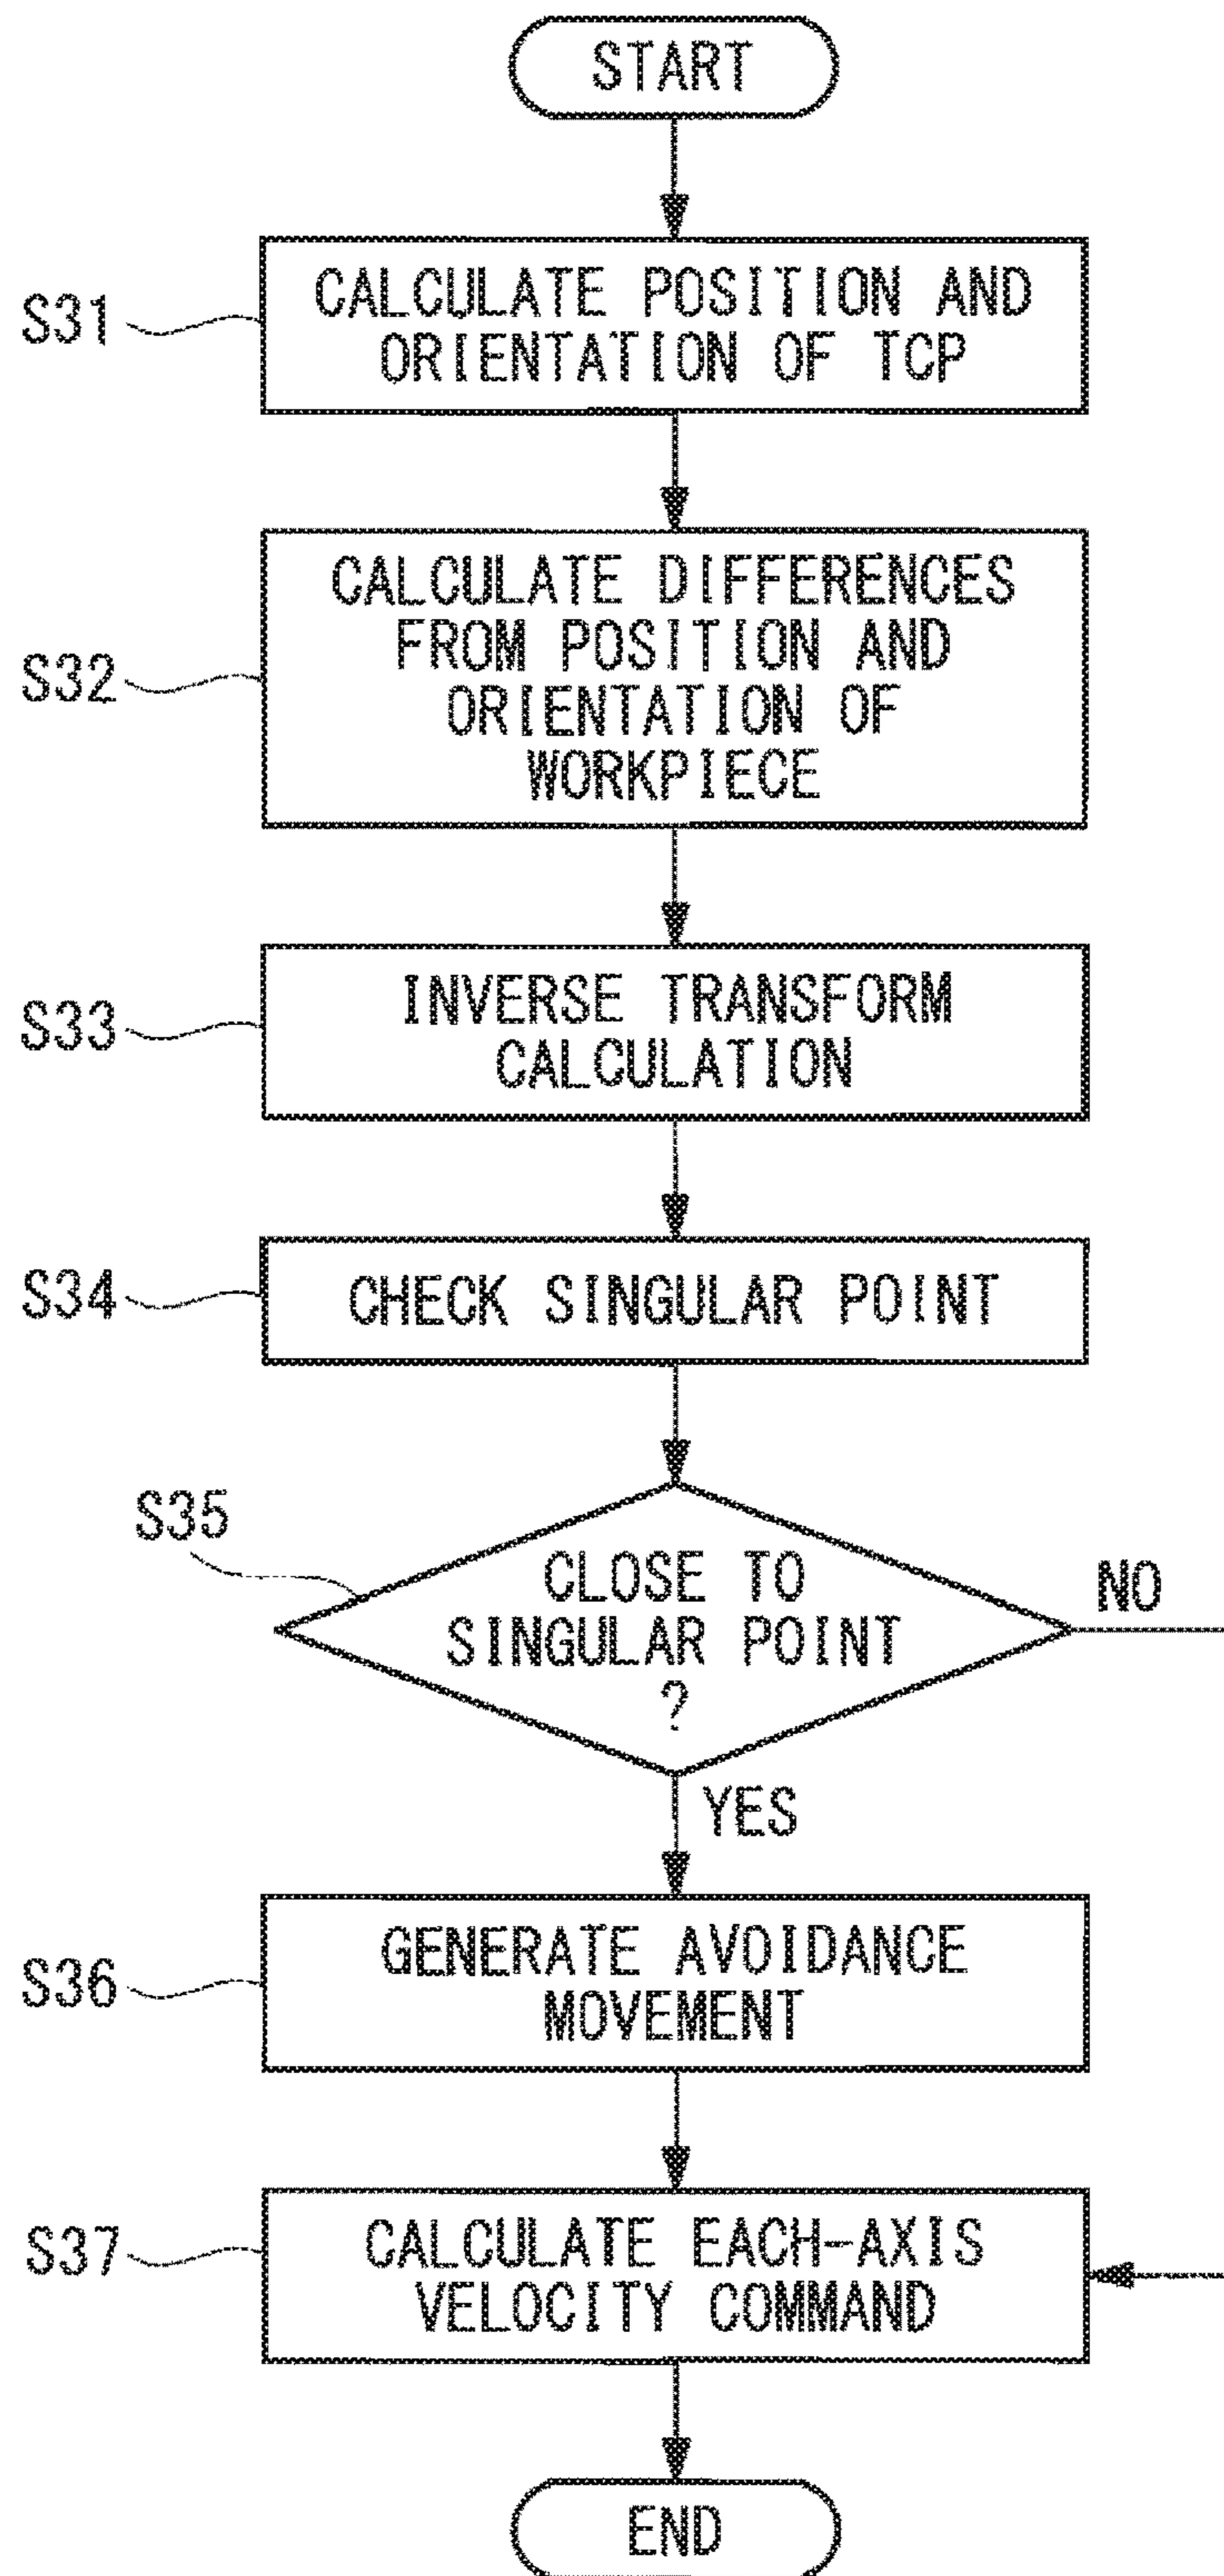 START
S31
CALCULATE POSITION AND
ORIENTATION OF TCP
S32
CALCULATE DIFFERENCES
FROM POSITION AND
ORIENTATION OF
WORKPIECE
S33
INVERSE TRANSFORM
CALCULATION
S34
CHECK SINGULAR POINT
S35
CLOSE TO
SINGULAR POINT
?
NO
YES
S36
GENERATE AVOIDANCE
MOVEMENT
S37
CALCULATE EACH-AXIS
VELOCITY COMMAND
END